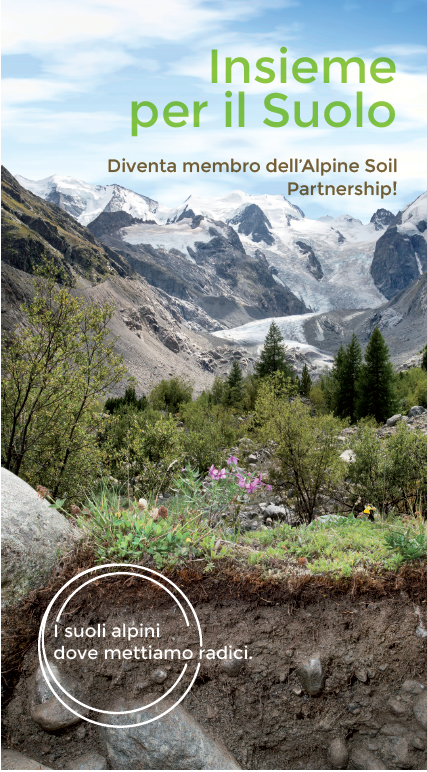 Insieme
per il Suolo
Diventa membro dell'Alpine Soil
Partnership!
I suoli alpini
dove mettiamo radici.